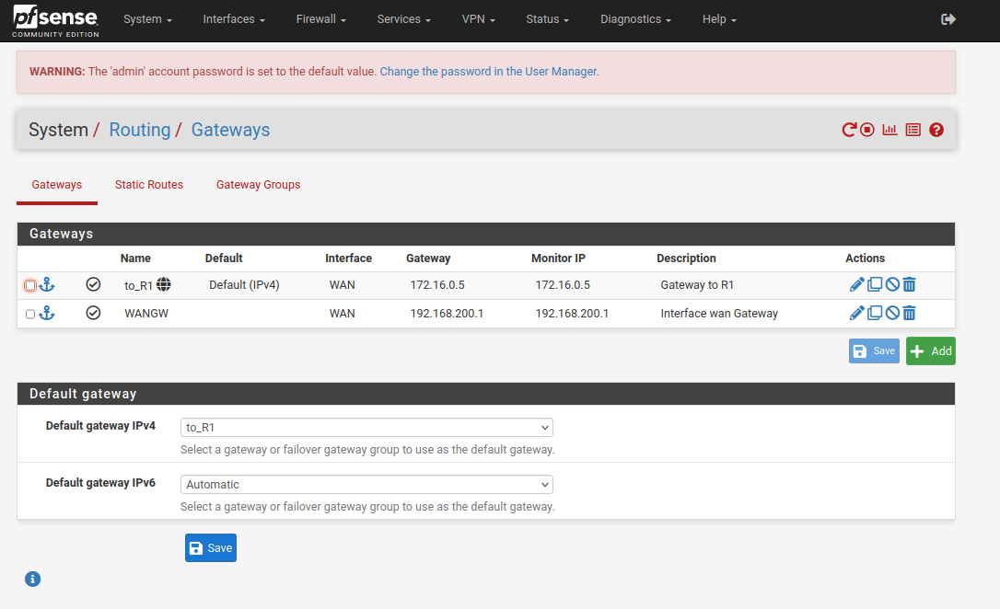 pfsense System Interfaces Firewall Services VPN Status Diagnostics Help
COMMUNITY EDITION
WARNING: The 'admin' account password is set to the default value. Change the password in the User Manager.
System / Routing / Gateways
Gateways Static Routes Gateway Groups
Gateways
Name Default Interface Gateway Monitor IP Description Actions
to_R1 Default (IPv4) WAN 172.16.0.5 172.16.0.5 Gateway to R1
WANGW WAN 192.168.200.1 192.168.200.1 Interface wan Gateway
Save Add
Default gateway
Default gateway IPv4 to_R1
Select a gateway or failover gateway group to use as the default gateway.
Default gateway IPv6 Automatic
Select a gateway or failover gateway group to use as the default gateway.
Save